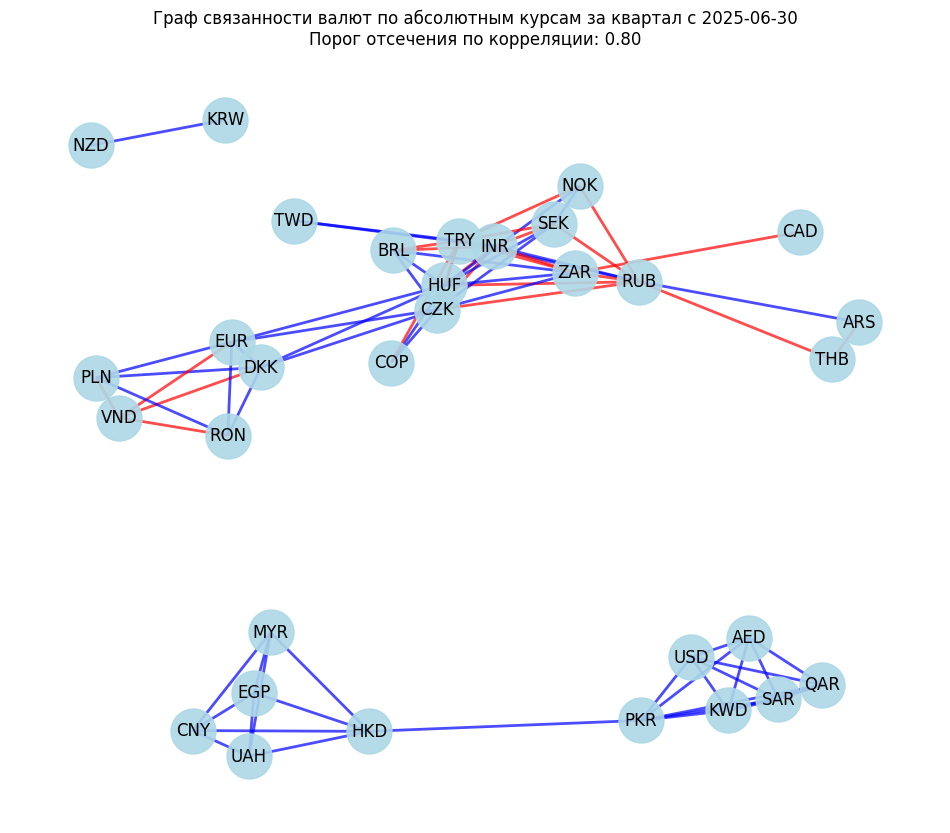 Граф связанности валют по абсолютным курсам за квартал с 2025-06-30
Порог отсечения по корреляции: 0.80
KRW
NZD
NOK
TWD
SEK
CAD
TRY
INR
BRL
ZAR
RUB
HUF
CZK
ARS
EUR
THB
COP
DKK
PLN
VND
RON
MYR
AED
USD
EGP
QAR
SAR
KWD
PKR
CNY
HKD
UAH